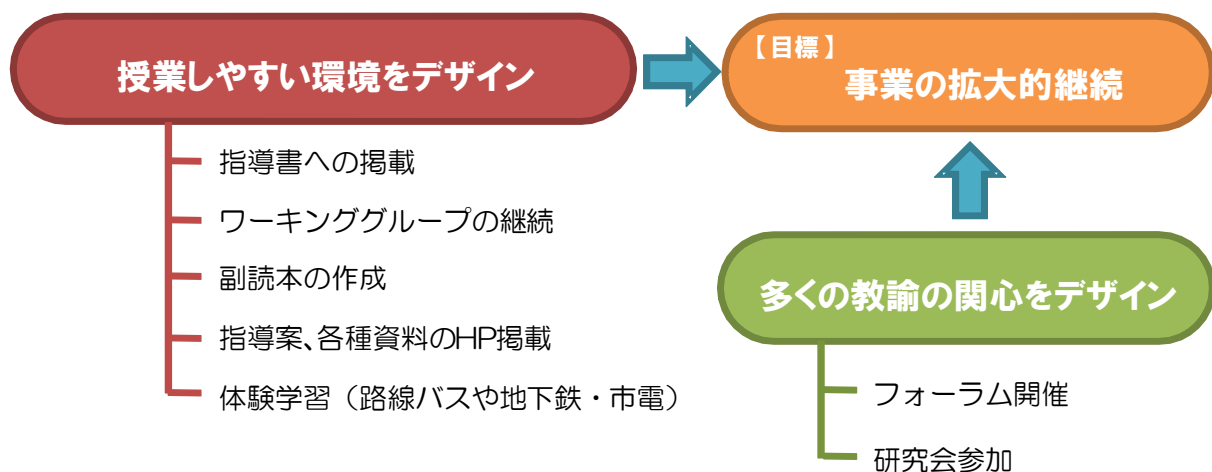 授業しやすい環境をデザイン
指導書への掲載
ワーキンググループの継続
副読本の作成
指導案、各種資料のHP掲載
体験学習（路線バスや地下鉄・市電）
【目標】
事業の拡大的継続
多くの教諭の関心をデザイン
フォーラム開催
研究会参加